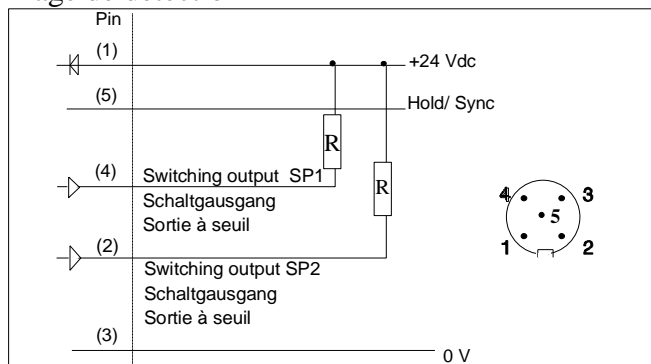 Pin
(1)
+24 Vdc
(5)
Hold/ Sync
R
(4)
Switching output SP1
Schaltgausgang
Sortie à seuil
R
(2)
Switching output SP2
Schaltgausgang
Sortie à seuil
(3)
0 V
4
3
5
1
2